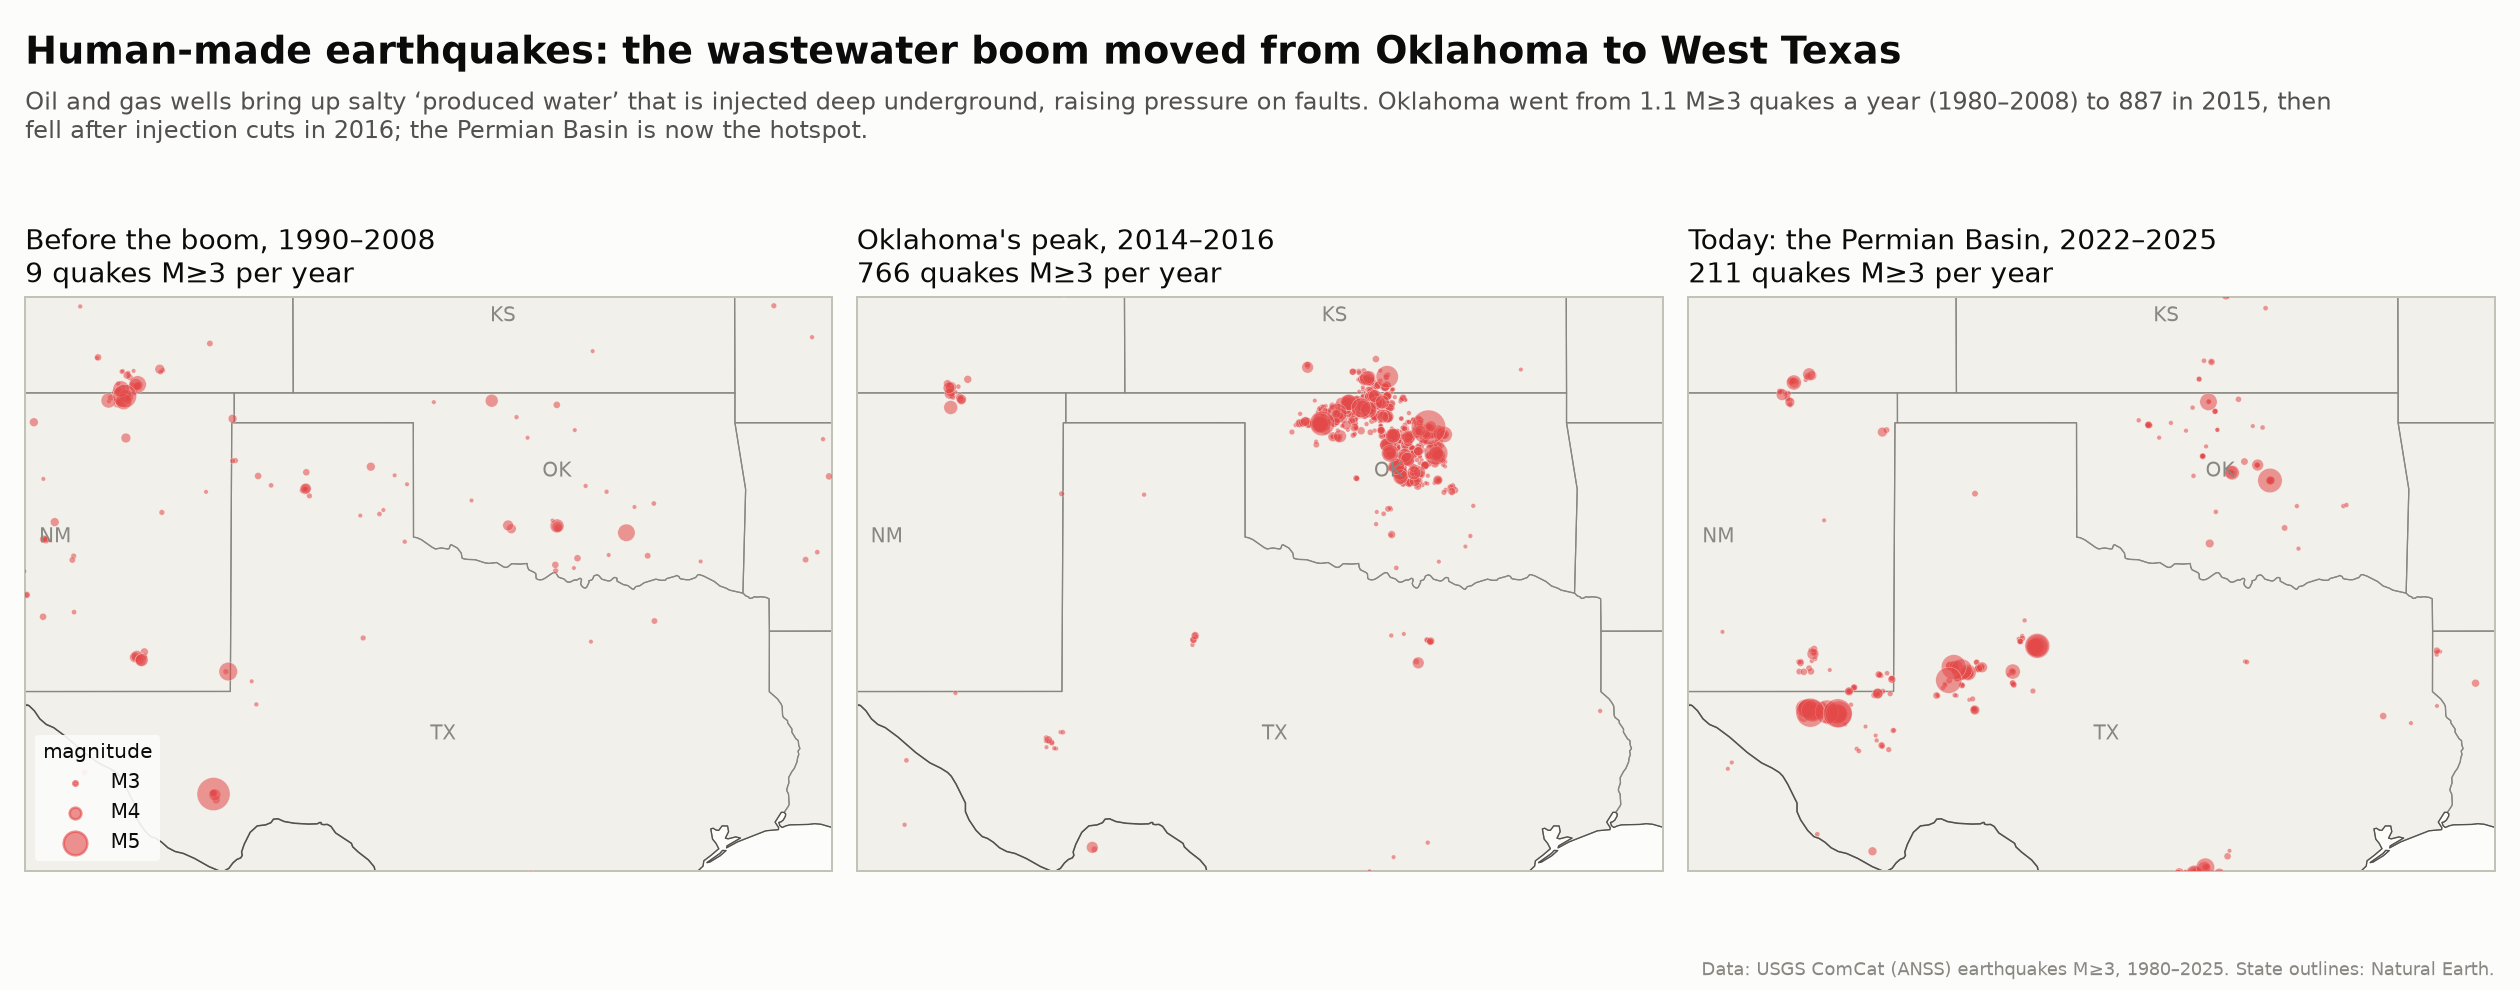 Human-made earthquakes: the wastewater boom moved from Oklahoma to West Texas
Oil and gas wells bring up salty ‘produced water’ that is injected deep underground, raising pressure on faults. Oklahoma went from 1.1 M≥3 quakes a year (1980–2008) to 887 in 2015, then
fell after injection cuts in 2016; the Permian Basin is now the hotspot.
Before the boom, 1990–2008
9 quakes M≥3 per year
KS
OK
NM
TX
magnitude
M3
M4
M5
Oklahoma's peak, 2014–2016
766 quakes M≥3 per year
KS
OK
NM
TX
Today: the Permian Basin, 2022–2025
211 quakes M≥3 per year
KS
OK
NM
TX
Data: USGS ComCat (ANSS) earthquakes M≥3, 1980–2025. State outlines: Natural Earth.